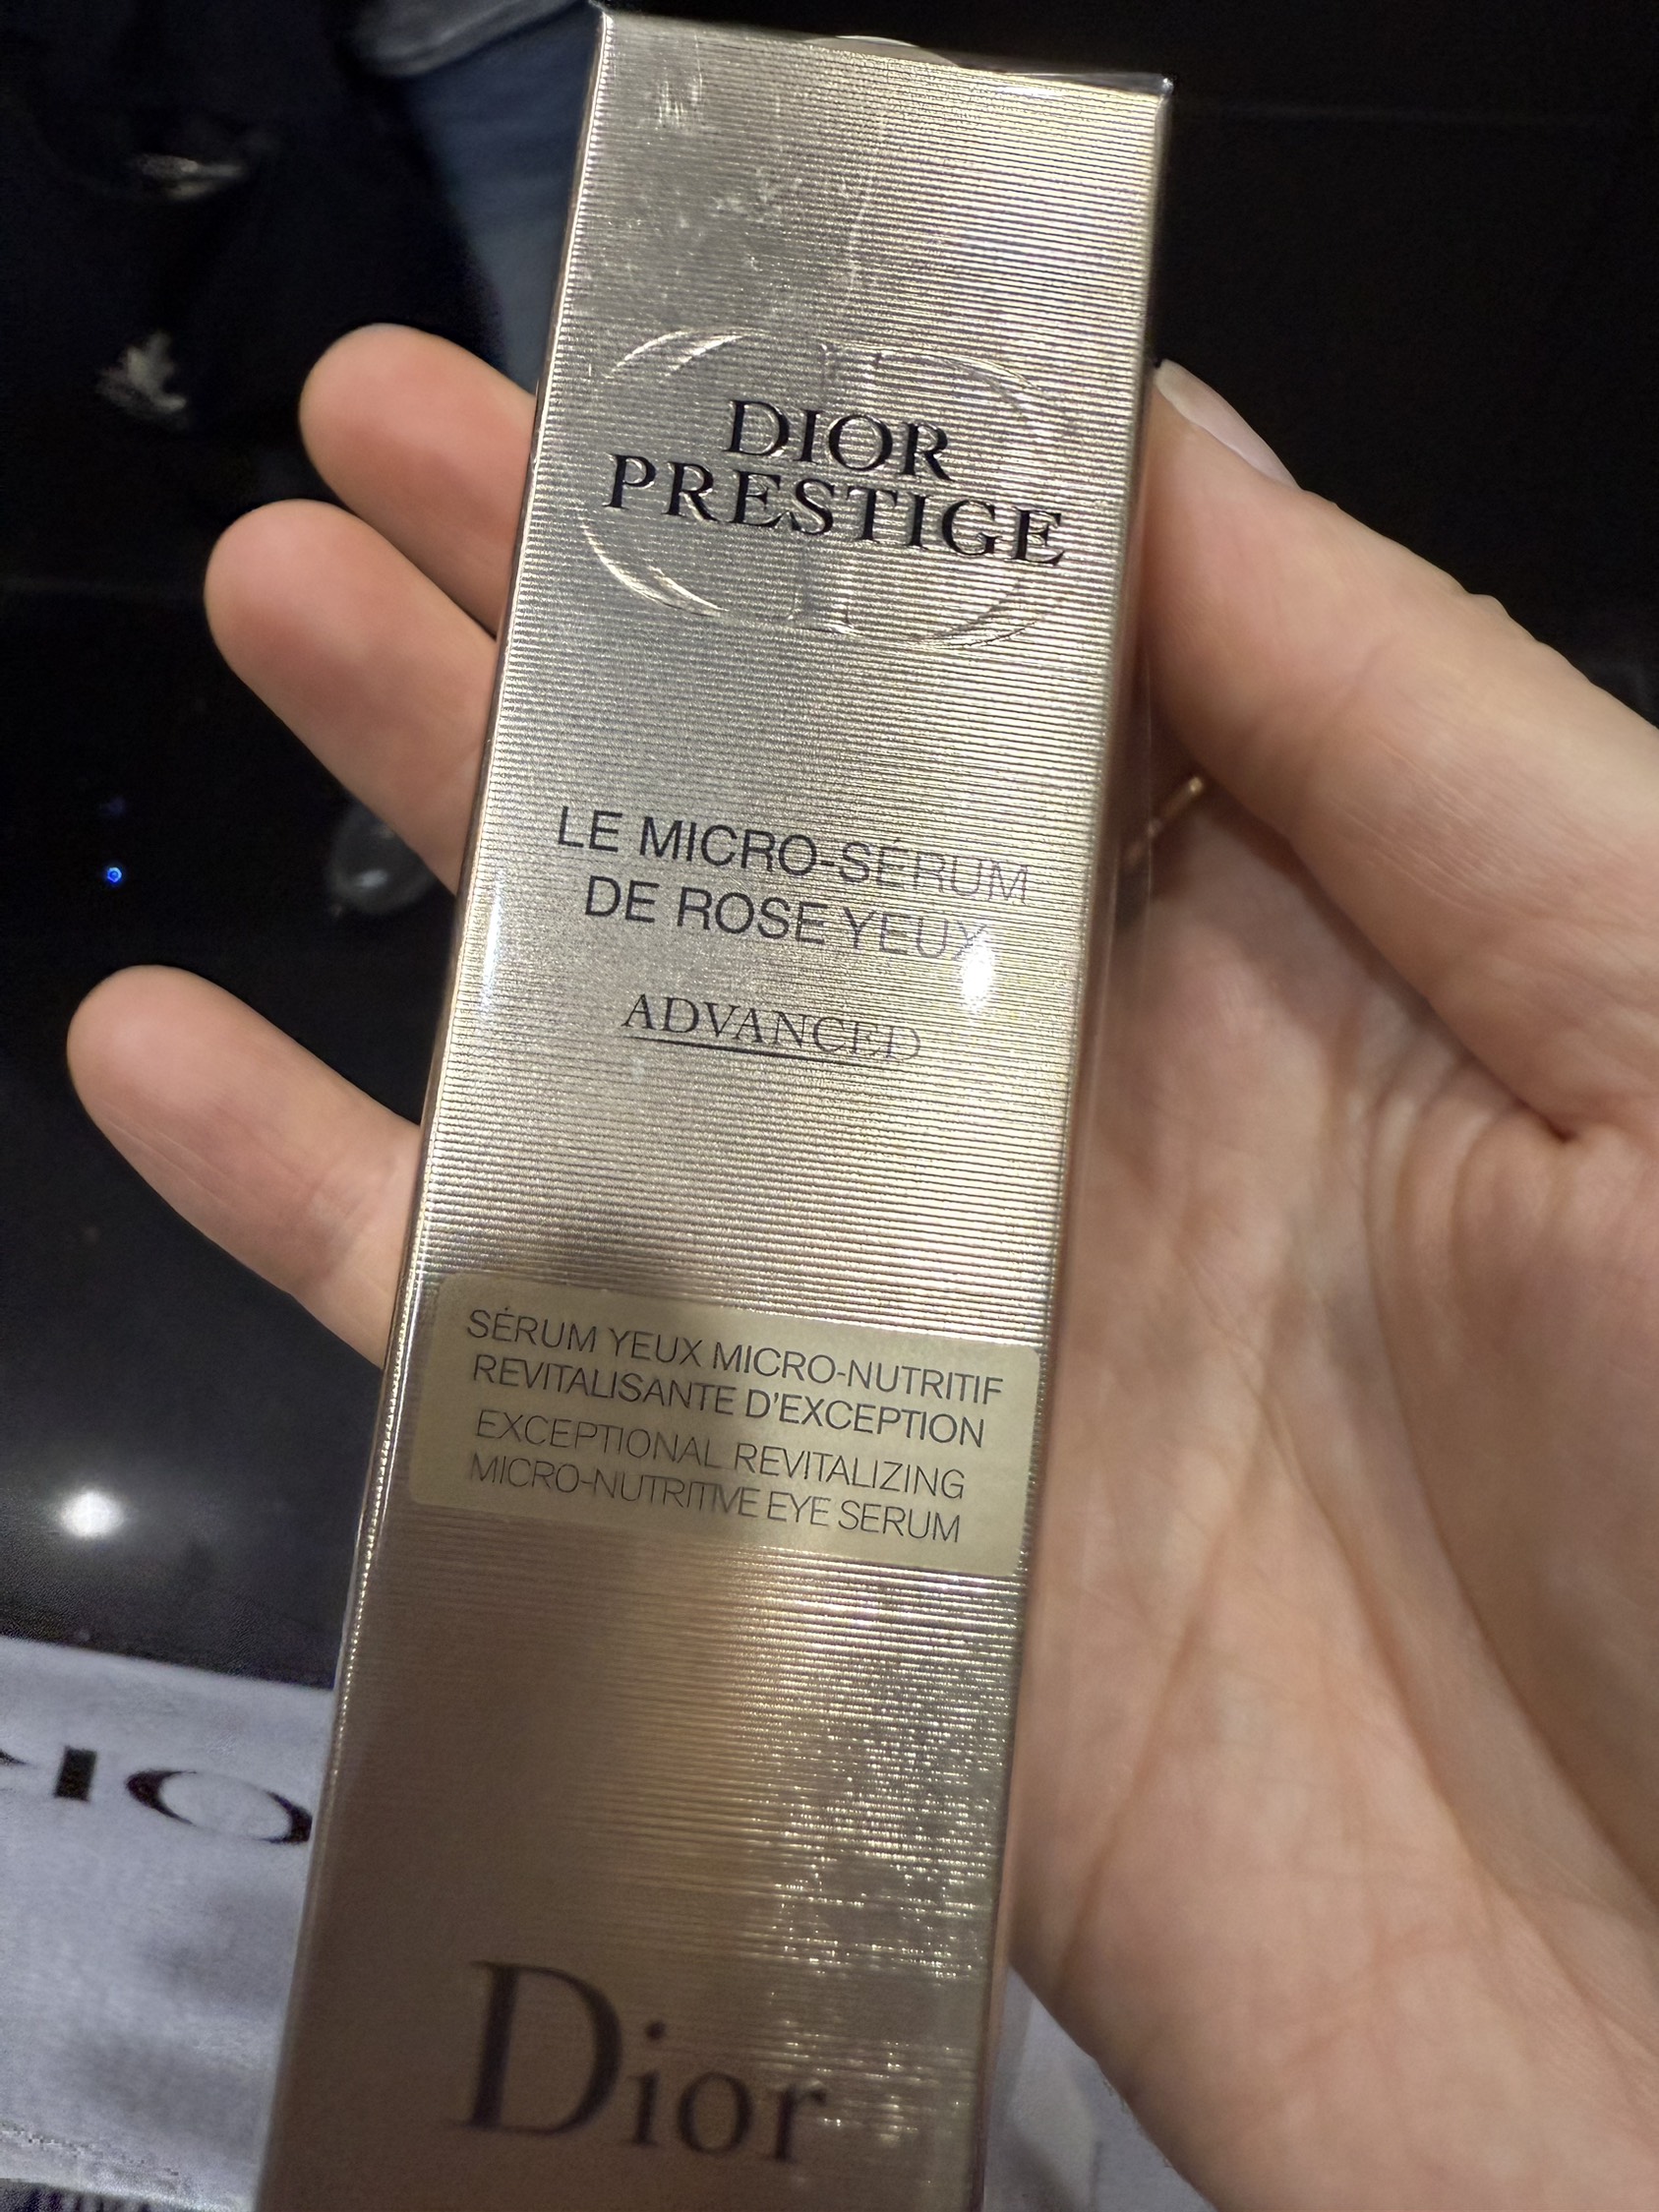 DIOR
PRESTIGE
LE MICRO-SÉRUM
DE ROSE YEUX
ADVANCED
SÉRUM YEUX MICRO-NUTRITIF
REVITALISANTE D'EXCEPTION
EXCEPTIONAL REVITALIZING
MICRO-NUTRITIVE EYE SERUM
Dior